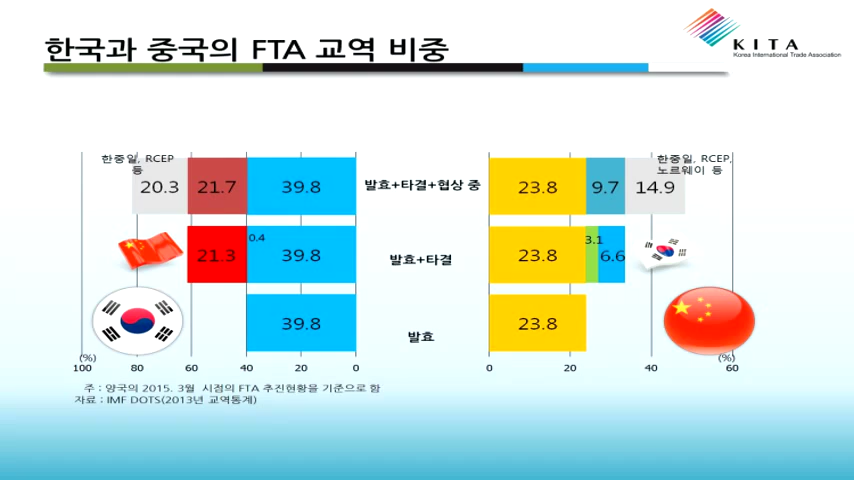 한국과 중국의 FTA 교역 비중
KITA
Korea International Trade Association
한중일, RCEP
등
20.3 21.7 39.8
발효+타결+협상 중
23.8 9.7 14.9
한중일, RCEP,
노르웨이 등
21.3 0.4 39.8
발효+타결
23.8 3.1 6.6
39.8
발효
23.8
(%)
100 80 60 40 20 0
(%)
0 20 40 60
주 : 양국의 2015. 3월 시점의 FTA 추진현황을 기준으로 함
자료 : IMF DOTS(2013년 교역통계)